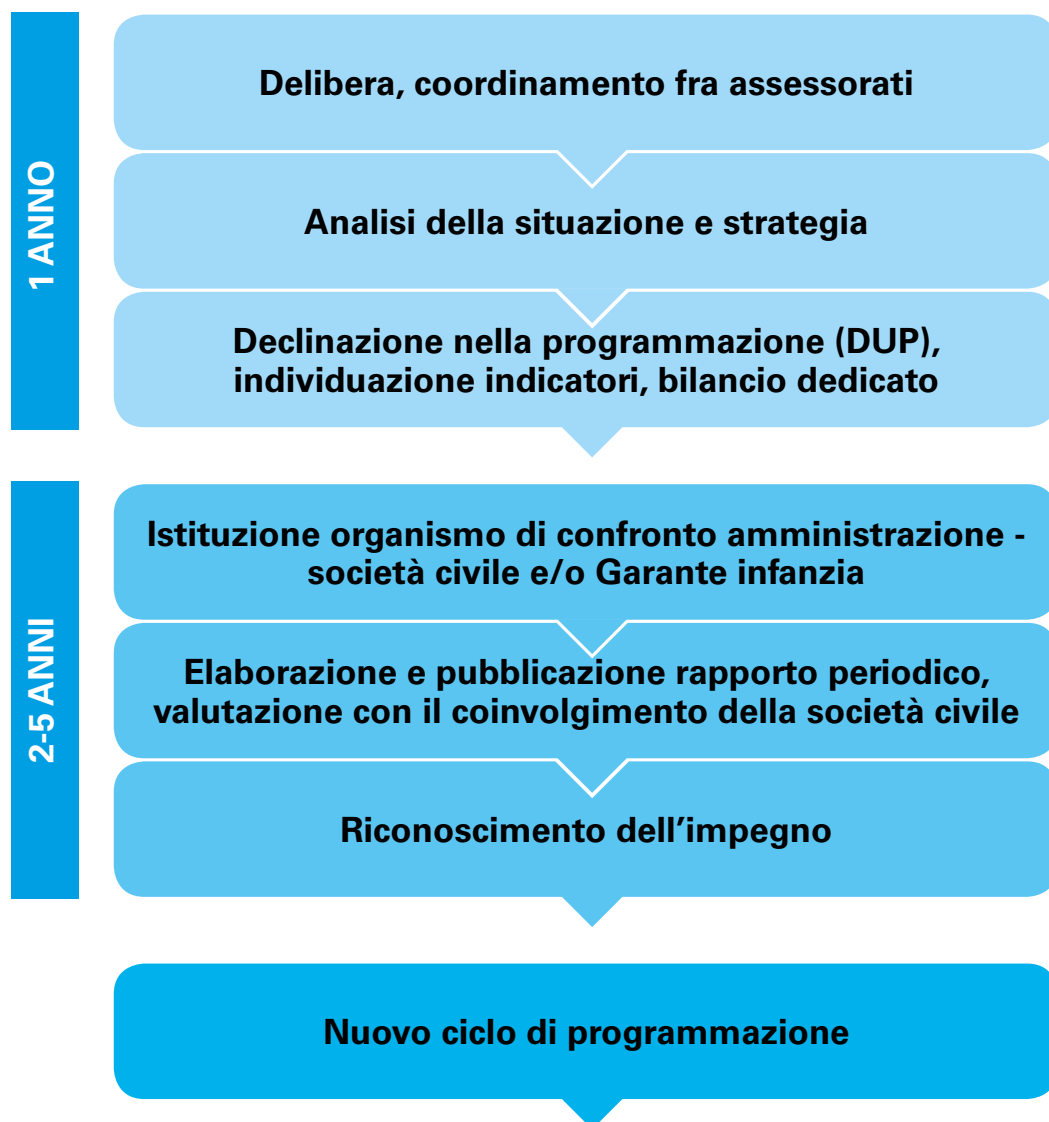 1 ANNO
Delibera, coordinamento fra assessorati
Analisi della situazione e strategia
Declinazione nella programmazione (DUP),
individuazione indicatori, bilancio dedicato
2-5 ANNI
Istituzione organismo di confronto amministrazione -
società civile e/o Garante infanzia
Elaborazione e pubblicazione rapporto periodico,
valutazione con il coinvolgimento della società civile
Riconoscimento dell’impegno
Nuovo ciclo di programmazione